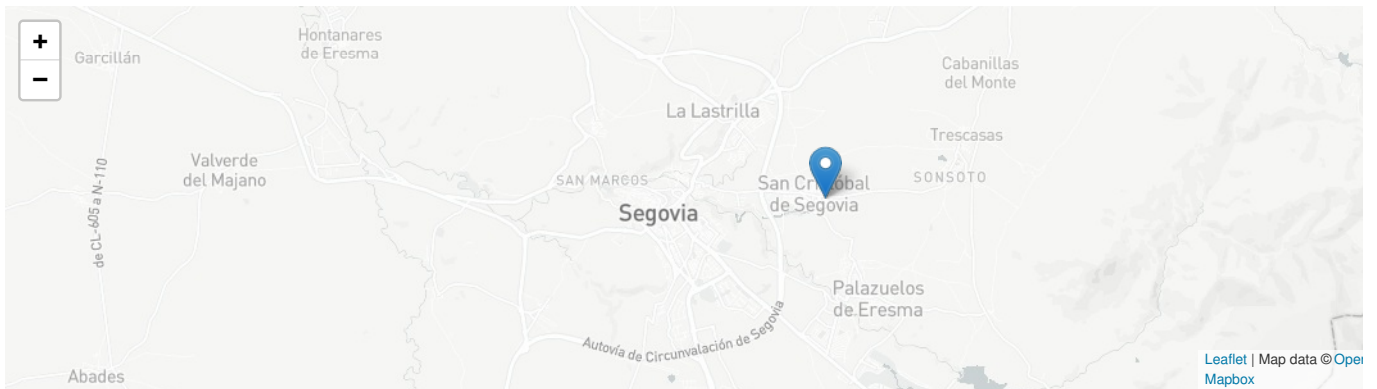 +
−
Garcillán
Hontanares
de Eresma
Cabanillas
del Monte
La Lastrilla
Trescasas
Valverde
del Majano
SAN MARCOS
San Cristóbal
de Segovia
SONSOTO
de CL-605 a N-110
Segovia
Palazuelos
de Eresma
Autovía de Circunvalación de Segovia
Abades
Leaflet | Map data © Ope
Mapbox